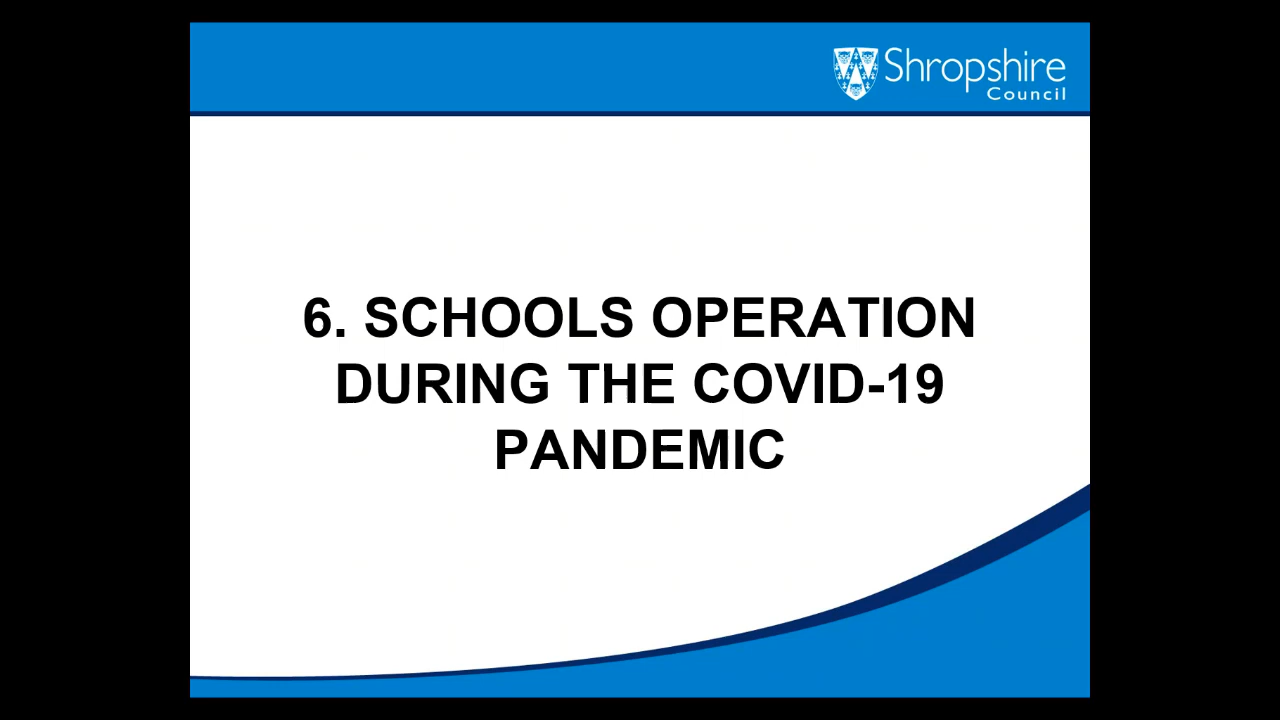 Shropshire
Council
6. SCHOOLS OPERATION
DURING THE COVID-19
PANDEMIC